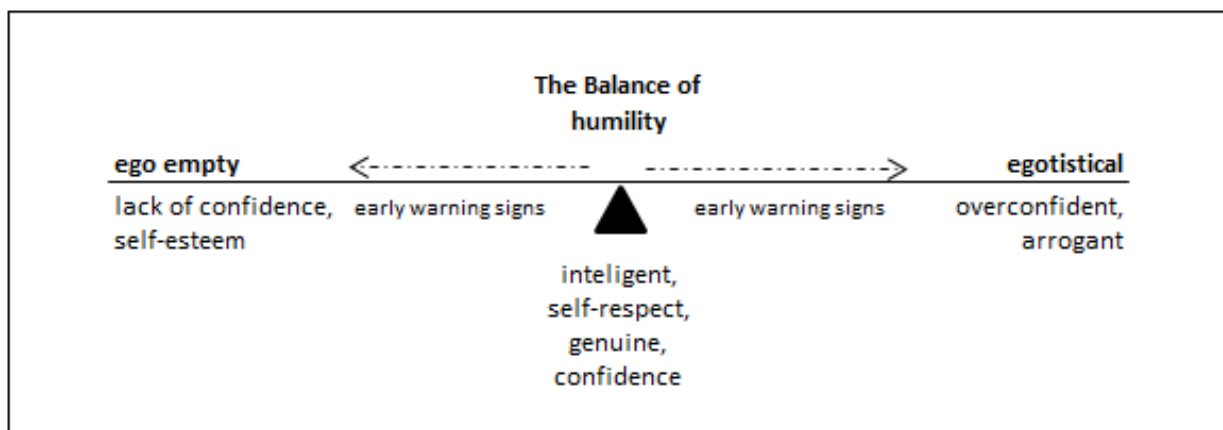 The Balance of
humility
ego empty egotistical
lack of confidence, early warning signs early warning signs overconfident,
self-esteem arrogant
inteligent,
self-respect,
genuine,
confidence